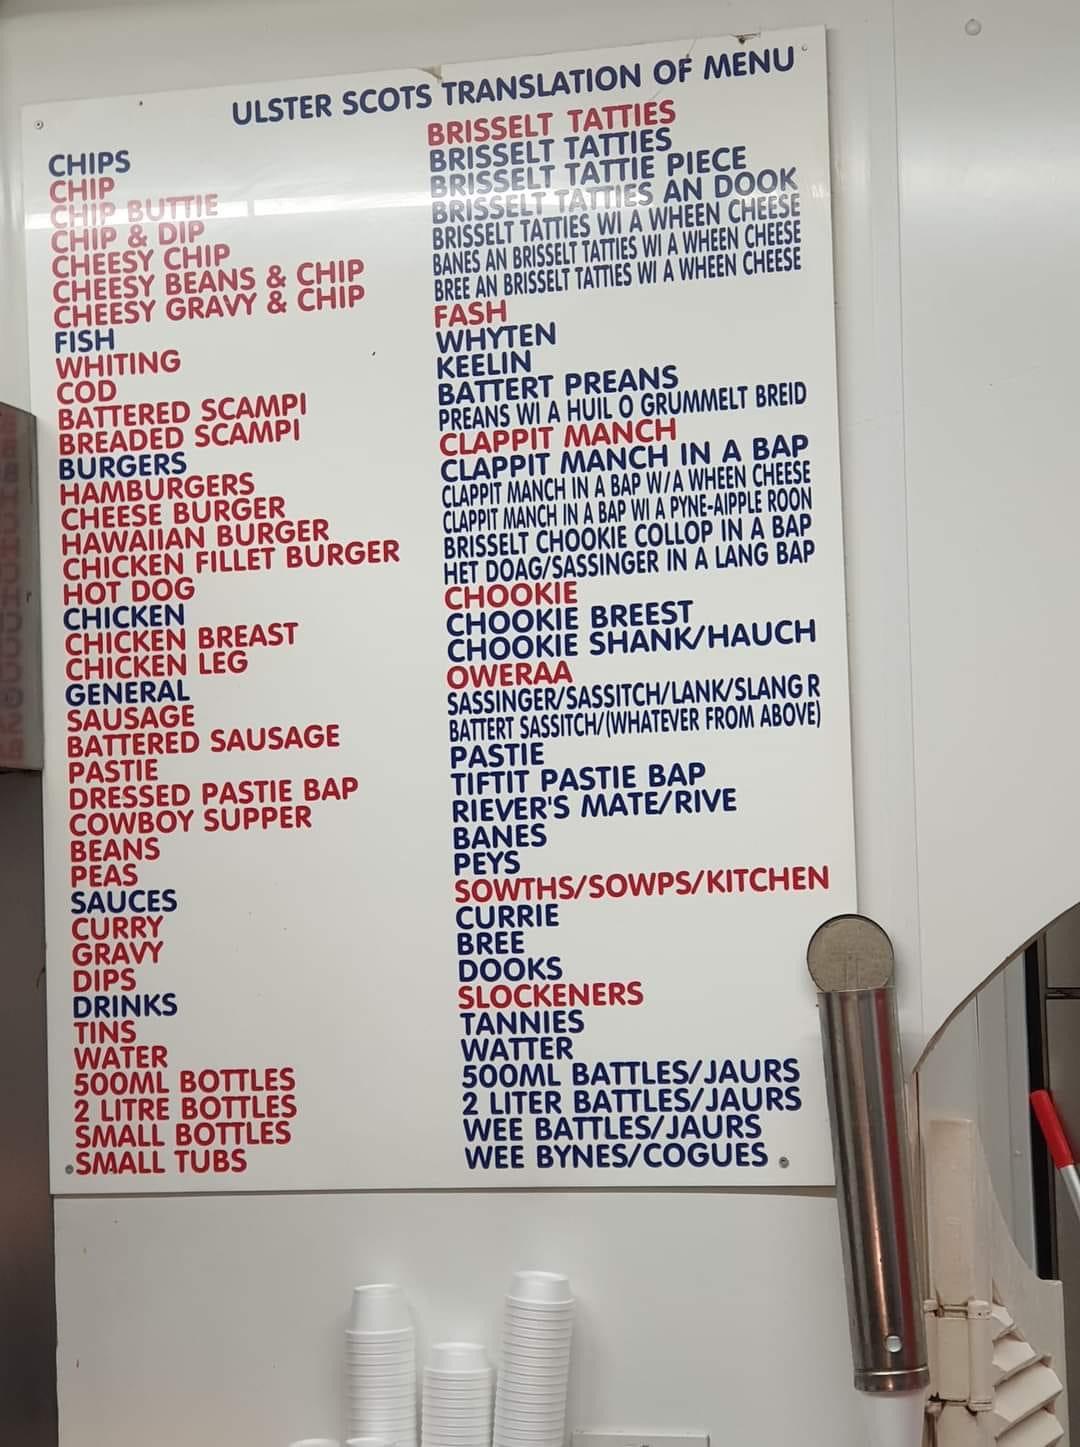 ULSTER SCOTS TRANSLATION OF MENU
CHIPS BRISSELT TATTIES
CHIP BRISSELT TATTIES
CHIP BUTTIE BRISSELT TATTIE PIECE
CHIP & DIP BRISSELT TATTIES AN DOOK
CHEESY CHIP BRISSELT TATTIES WI A WHEEN CHEESE
CHEESY BEANS & CHIP BANES AN BRISSELT TATTIES WI A WHEEN CHEESE
CHEESY GRAVY & CHIP BREE AN BRISSELT TATTIES WI A WHEEN CHEESE
FISH FASH
WHITING WHYTEN
COD KEELIN
BATTERED SCAMPI BATTERT PREANS
BREADED SCAMPI PREANS WI A HUIL O GRUMMELT BREID
BURGERS CLAPPIT MANCH
HAMBURGERS CLAPPIT MANCH IN A BAP
CHEESE BURGER CLAPPIT MANCH IN A BAP W/A WHEEN CHEESE
HAWAIIAN BURGER CLAPPIT MANCH IN A BAP WI A PYNE-AIPPLE ROON
CHICKEN FILLET BURGER BRISSELT CHOOKIE COLLOP IN A BAP
HOT DOG HET DOAG/SASSINGER IN A LANG BAP
CHICKEN CHOOKIE
CHICKEN BREAST CHOOKIE BREEST
CHICKEN LEG CHOOKIE SHANK/HAUCH
GENERAL OWERAA
SAUSAGE SASSINGER/SASSITCH/LANK/SLANG R
BATTERED SAUSAGE BATTERT SASSITCH/(WHATEVER FROM ABOVE)
PASTIE PASTIE
DRESSED PASTIE BAP TIFTIT PASTIE BAP
COWBOY SUPPER RIEVER'S MATE/RIVE
BEANS BANES
PEAS PEYS
SAUCES SOWTHS/SOWPS/KITCHEN
CURRY CURRIE
GRAVY BREE
DIPS DOOKS
DRINKS SLOCKENERS
TINS TANNIES
WATER WATTER
500ML BOTTLES 500ML BATTLES/JAURS
2 LITRE BOTTLES 2 LITER BATTLES/JAURS
SMALL BOTTLES WEE BATTLES/JAURS
SMALL TUBS WEE BYNES/COGUES